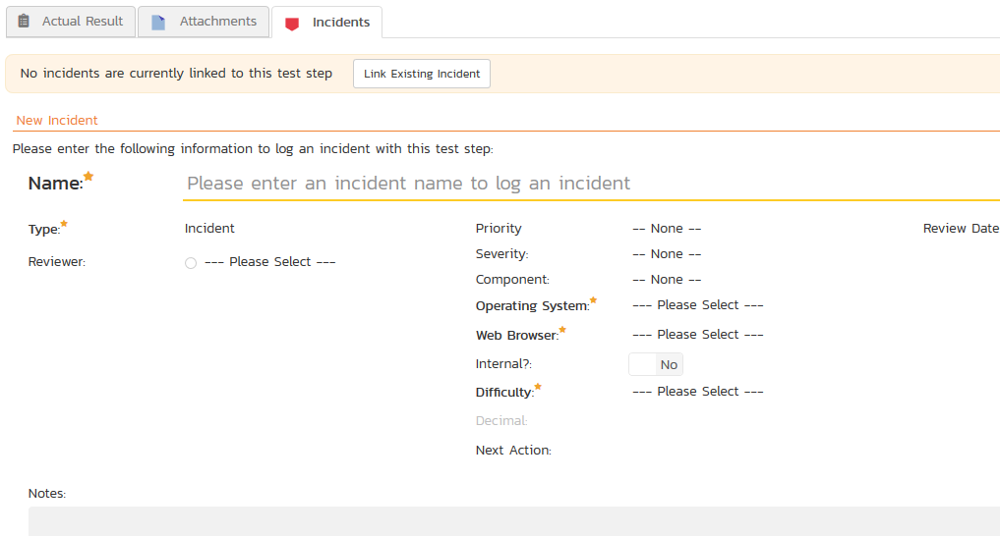 Actual Result Attachments Incidents
No incidents are currently linked to this test step Link Existing Incident
New Incident
Please enter the following information to log an incident with this test step:
Name: Please enter an incident name to log an incident
Type: Incident Priority -- None -- Review Date
Severity: -- None --
Reviewer: --- Please Select ---
Component: -- None --
Operating System: --- Please Select ---
Web Browser: --- Please Select ---
Internal?: No
Difficulty: --- Please Select ---
Decimal:
Next Action:
Notes: